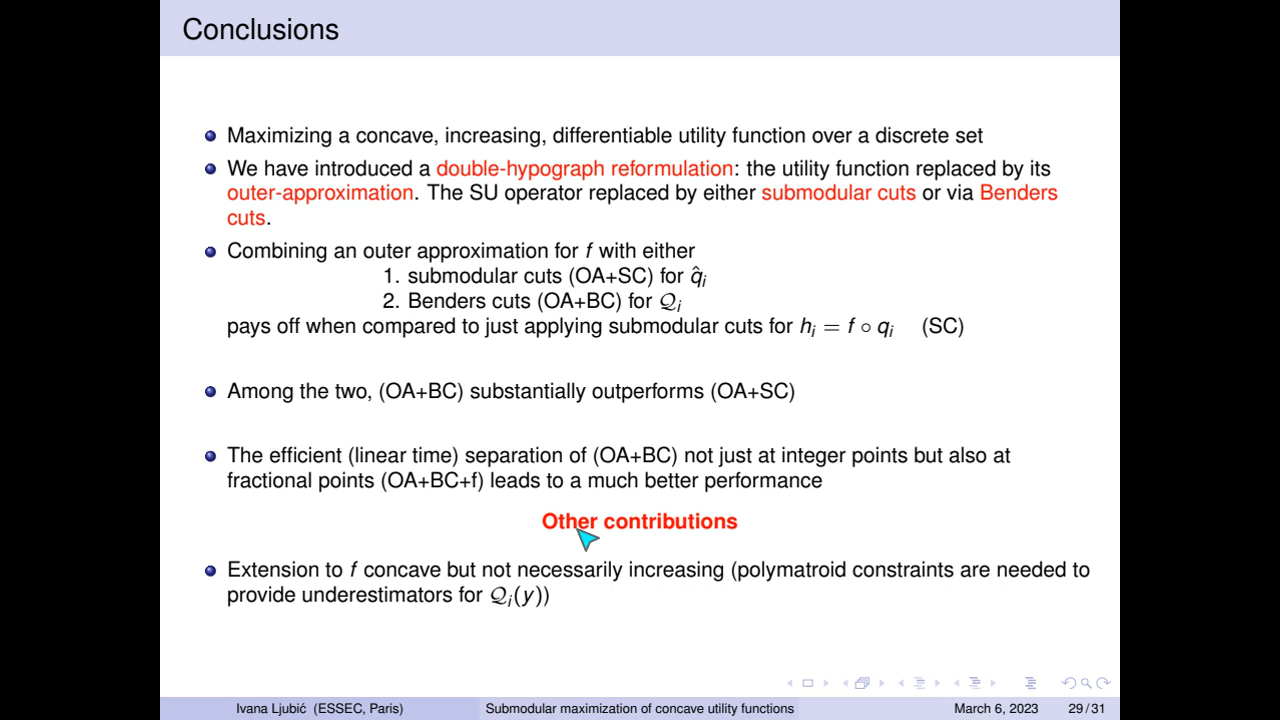 Conclusions
Maximizing a concave, increasing, differentiable utility function over a discrete set
We have introduced a double-hypograph reformulation: the utility function replaced by its
outer-approximation. The SU operator replaced by either submodular cuts or via Benders
cuts.
Combining an outer approximation for f with either
1. submodular cuts (OA+SC) for q̂ᵢ
2. Benders cuts (OA+BC) for 𝒬ᵢ
pays off when compared to just applying submodular cuts for hᵢ = f ∘ qᵢ (SC)
Among the two, (OA+BC) substantially outperforms (OA+SC)
The efficient (linear time) separation of (OA+BC) not just at integer points but also at
fractional points (OA+BC+f) leads to a much better performance
Other contributions
Extension to f concave but not necessarily increasing (polymatroid constraints are needed to
provide underestimators for 𝒬ᵢ(y))
Ivana Ljubić (ESSEC, Paris) Submodular maximization of concave utility functions March 6, 2023 29 / 31